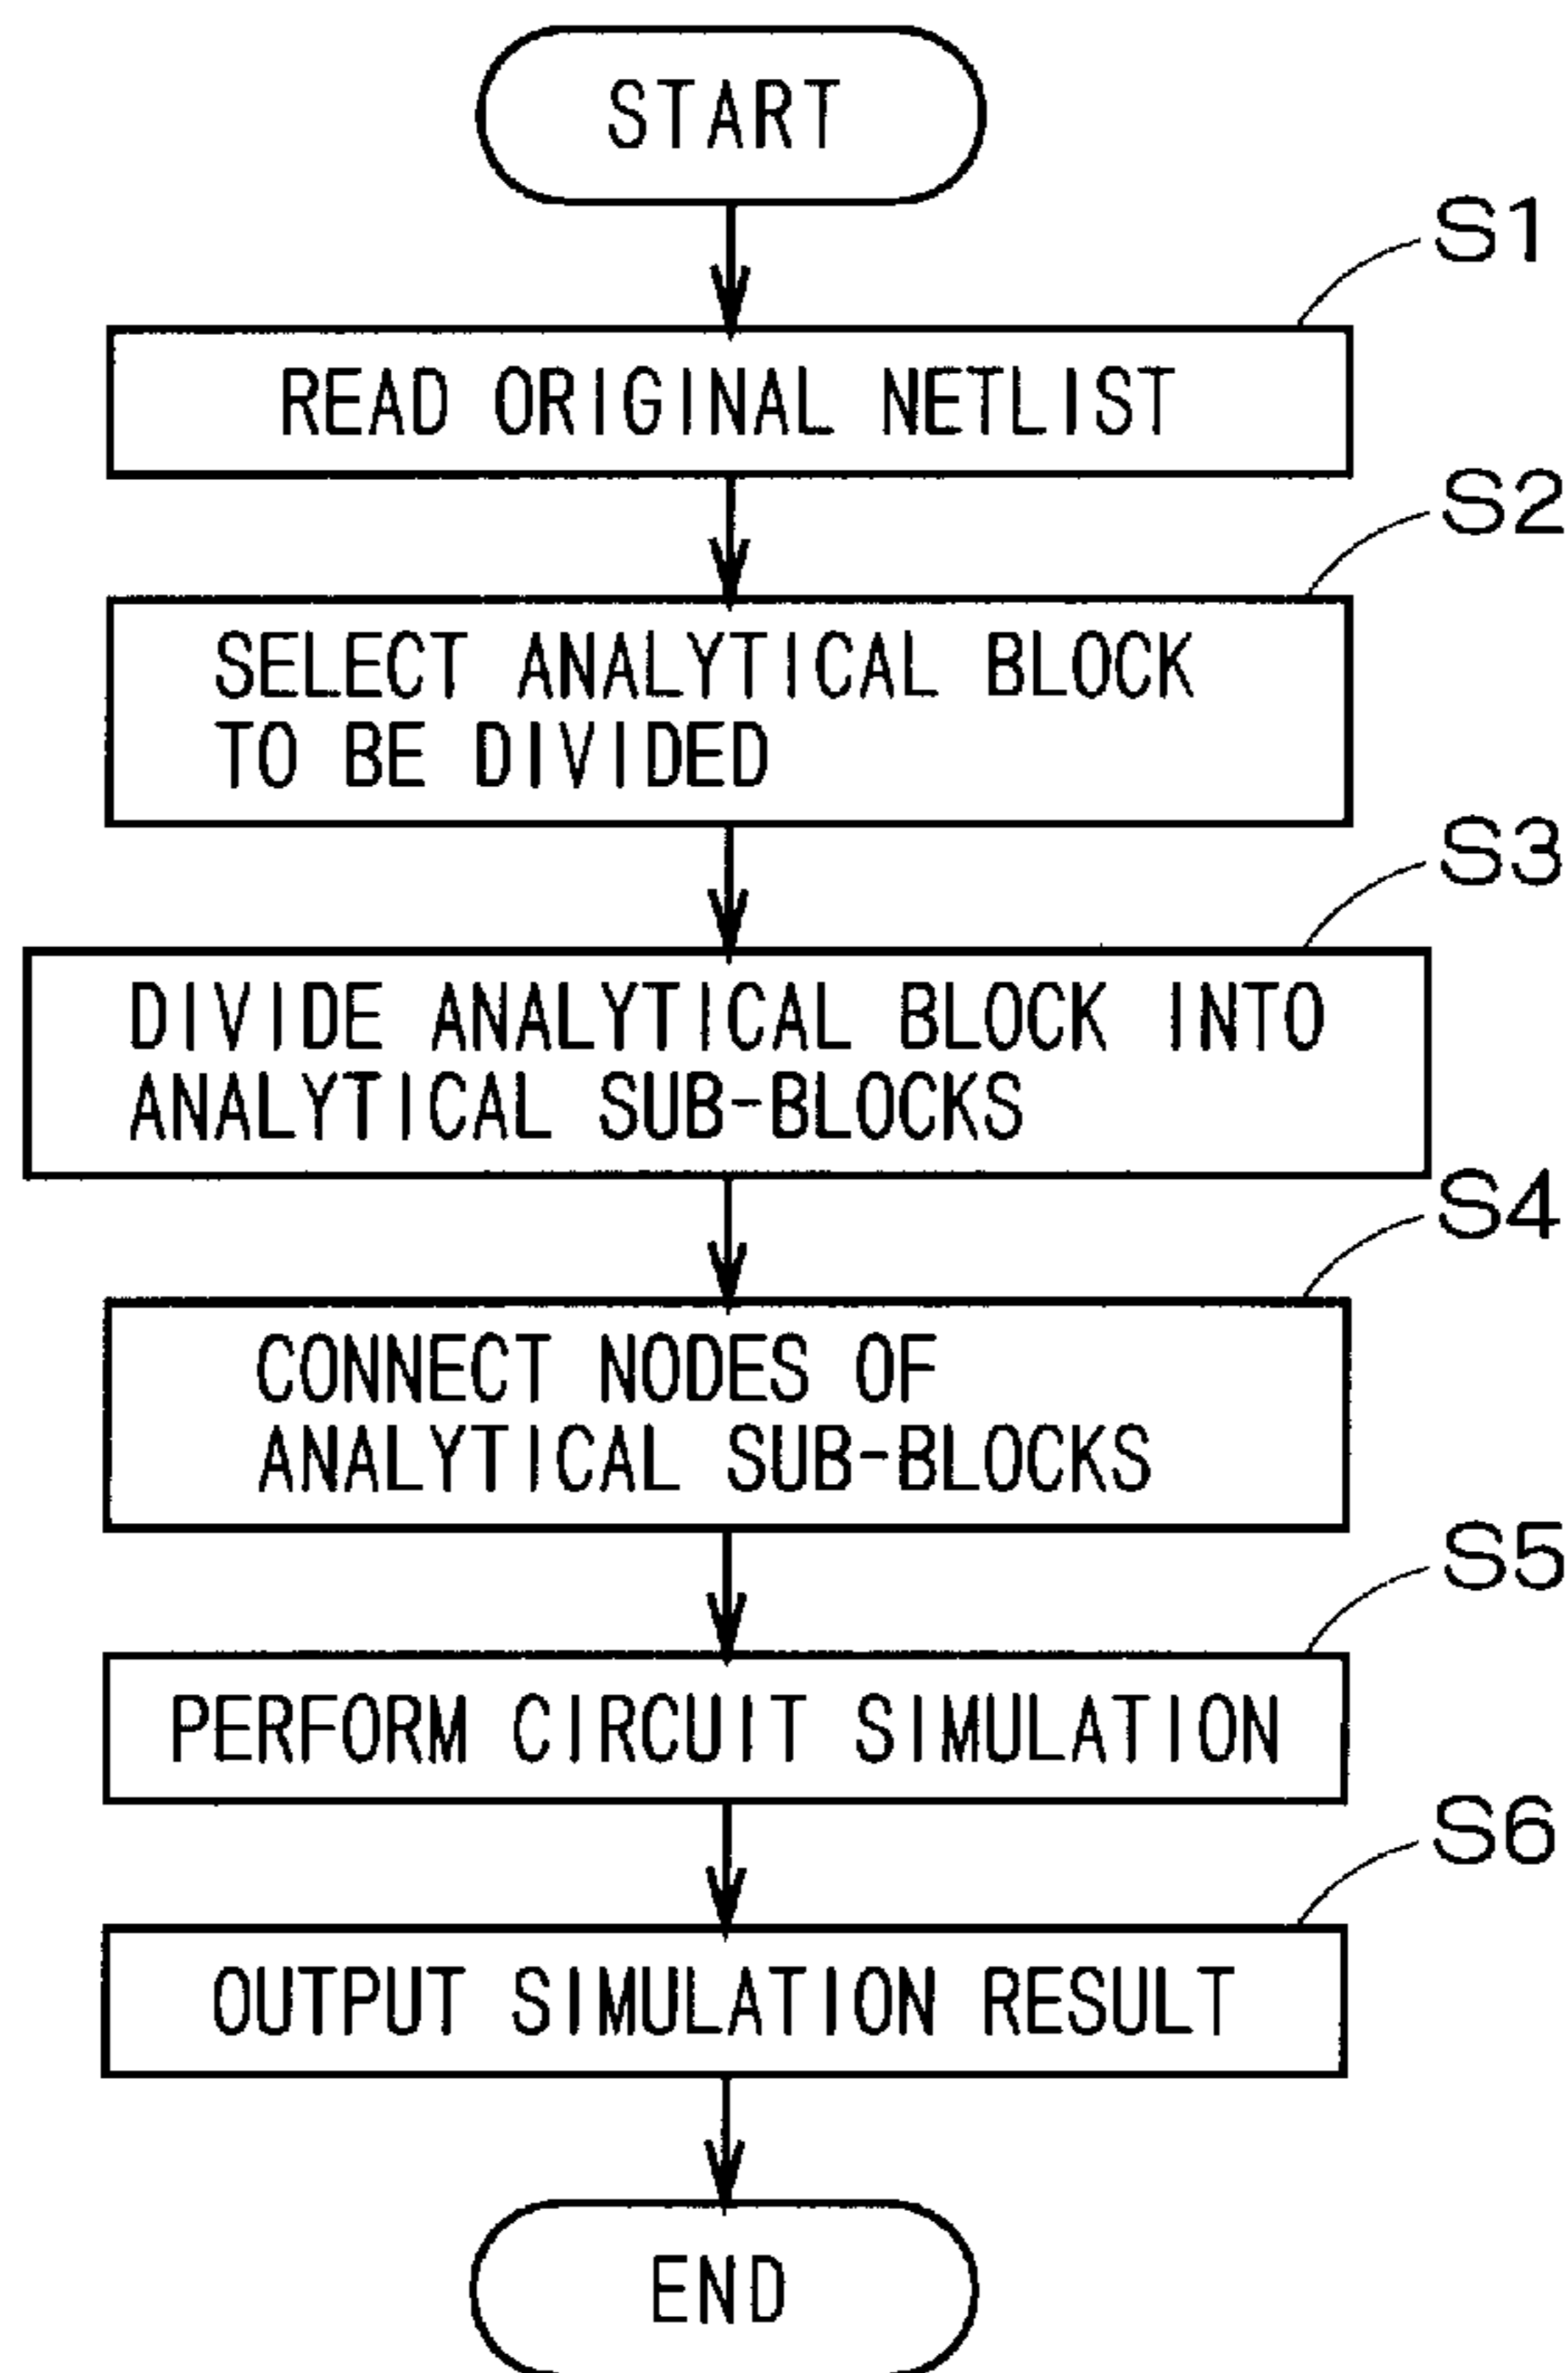 START
S1
READ ORIGINAL NETLIST
S2
SELECT ANALYTICAL BLOCK
TO BE DIVIDED
S3
DIVIDE ANALYTICAL BLOCK INTO
ANALYTICAL SUB-BLOCKS
S4
CONNECT NODES OF
ANALYTICAL SUB-BLOCKS
S5
PERFORM CIRCUIT SIMULATION
S6
OUTPUT SIMULATION RESULT
END